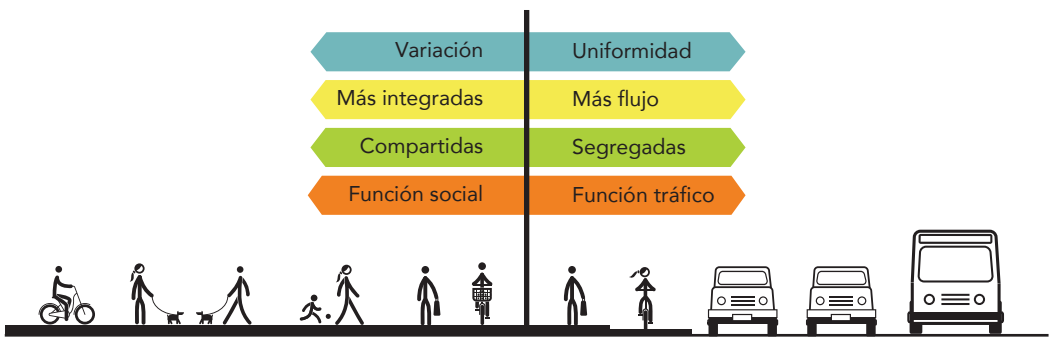 Variación Uniformidad
Más integradas Más flujo
Compartidas Segregadas
Función social Función tráfico